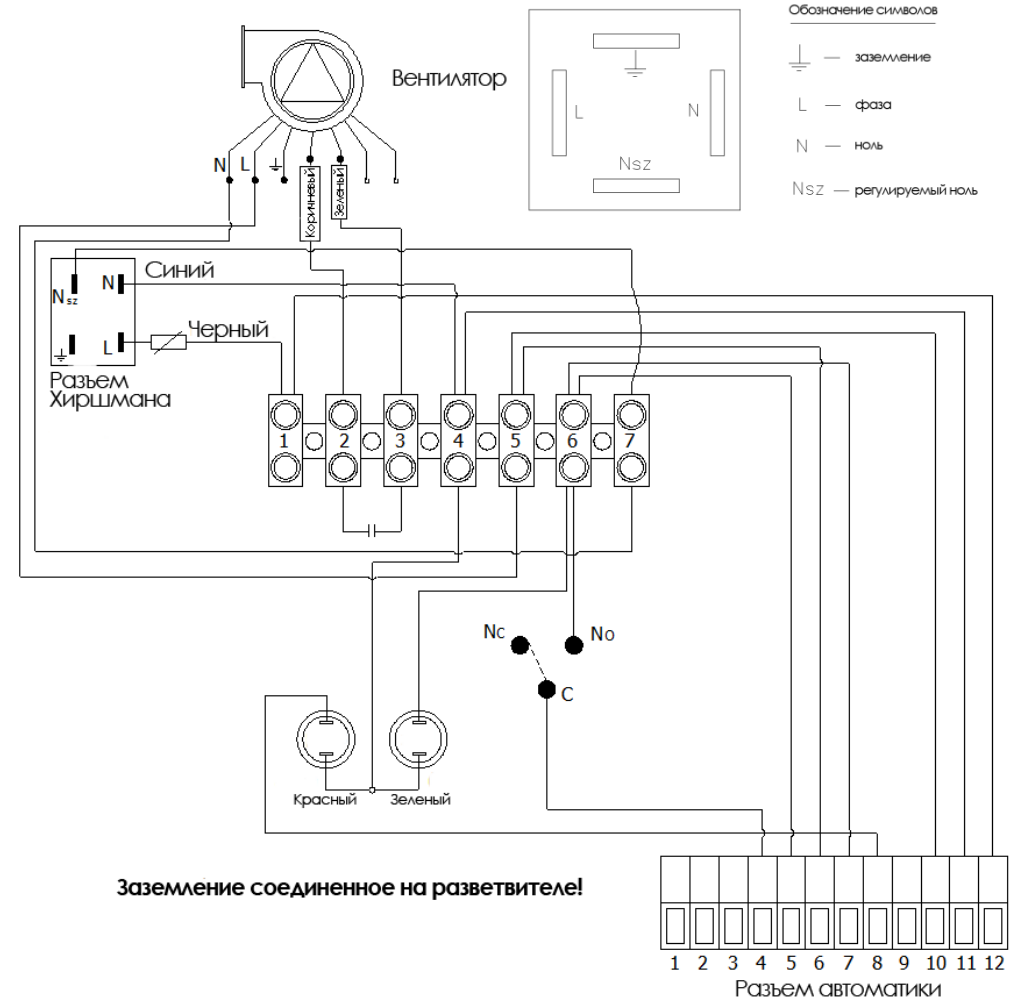 Обозначение символов
заземление
L — фаза
N — ноль
Nsz — регулируемый ноль
L
N
Nsz
Вентилятор
N L
Коричневый
Зеленый
Синий
N
Nsz
L
Черный
Разъем
Хиршмана
1 2 3 4 5 6 7
Nc
No
C
Красный
Зеленый
Заземление соединенное на разветвителе!
1 2 3 4 5 6 7 8 9 10 11 12
Разъем автоматики